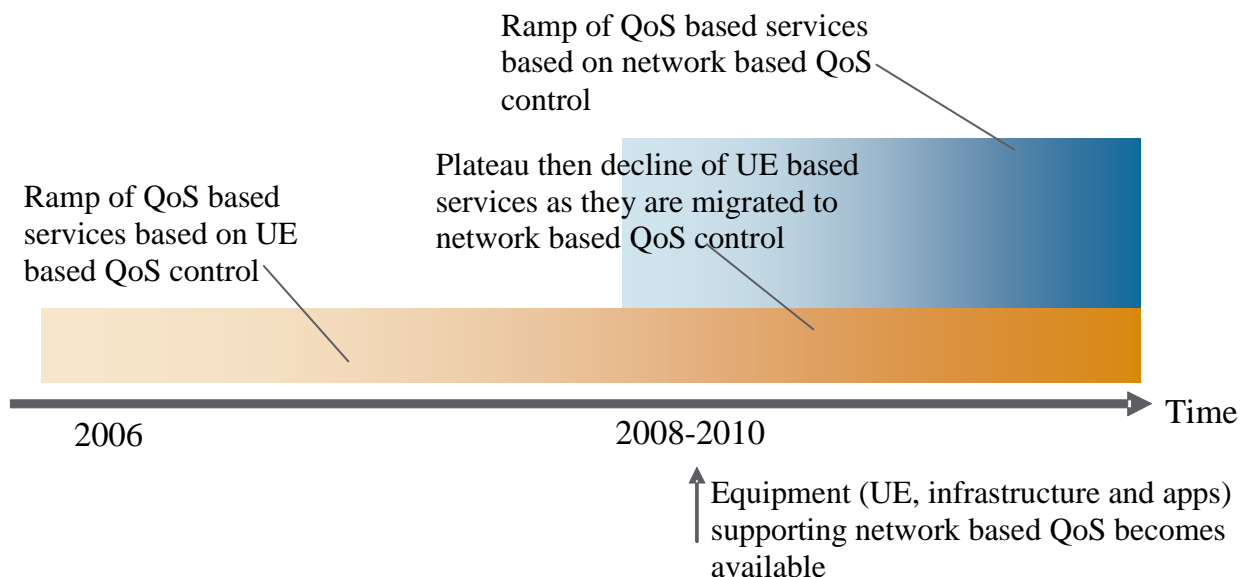 Ramp of QoS based services
based on network based QoS
control
Plateau then decline of UE based
services as they are migrated to
network based QoS control
Ramp of QoS based
services based on UE
based QoS control
Time
2006
2008-2010
Equipment (UE, infrastructure and apps)
supporting network based QoS becomes
available